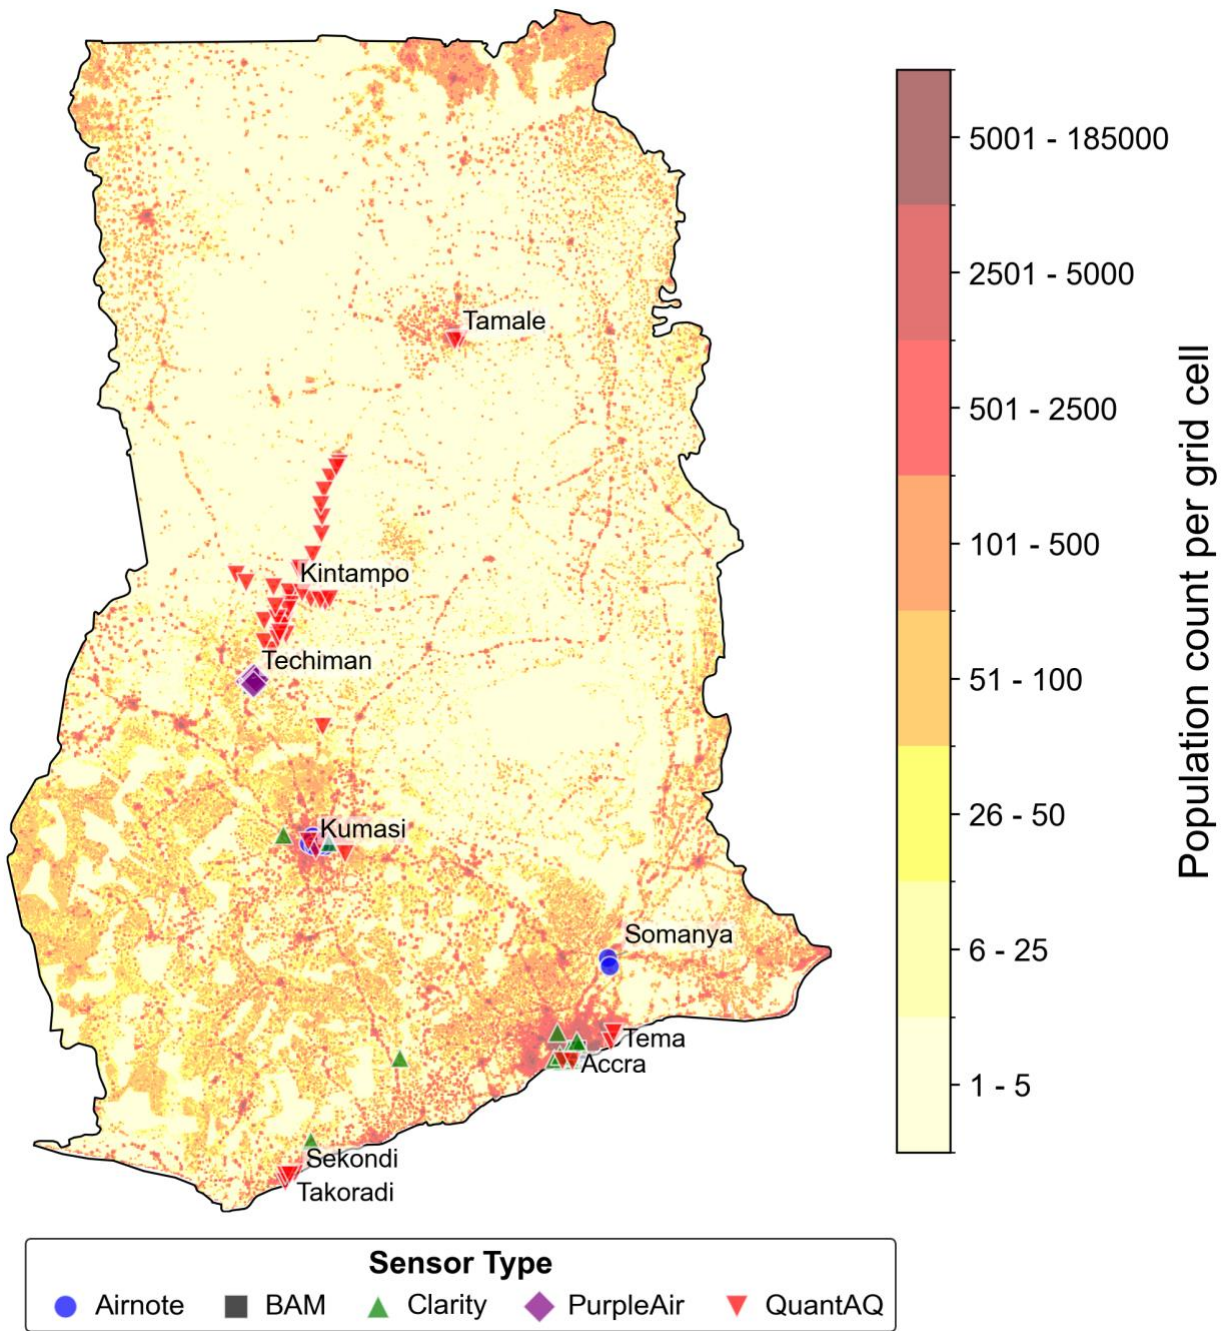 Tamale
Kintampo
Techiman
Kumasi
Somanya
Tema
Accra
Sekondi
Takoradi
5001 - 185000
2501 - 5000
501 - 2500
101 - 500
51 - 100
26 - 50
6 - 25
1 - 5
Population count per grid cell
Sensor Type
Airnote BAM Clarity PurpleAir QuantAQ